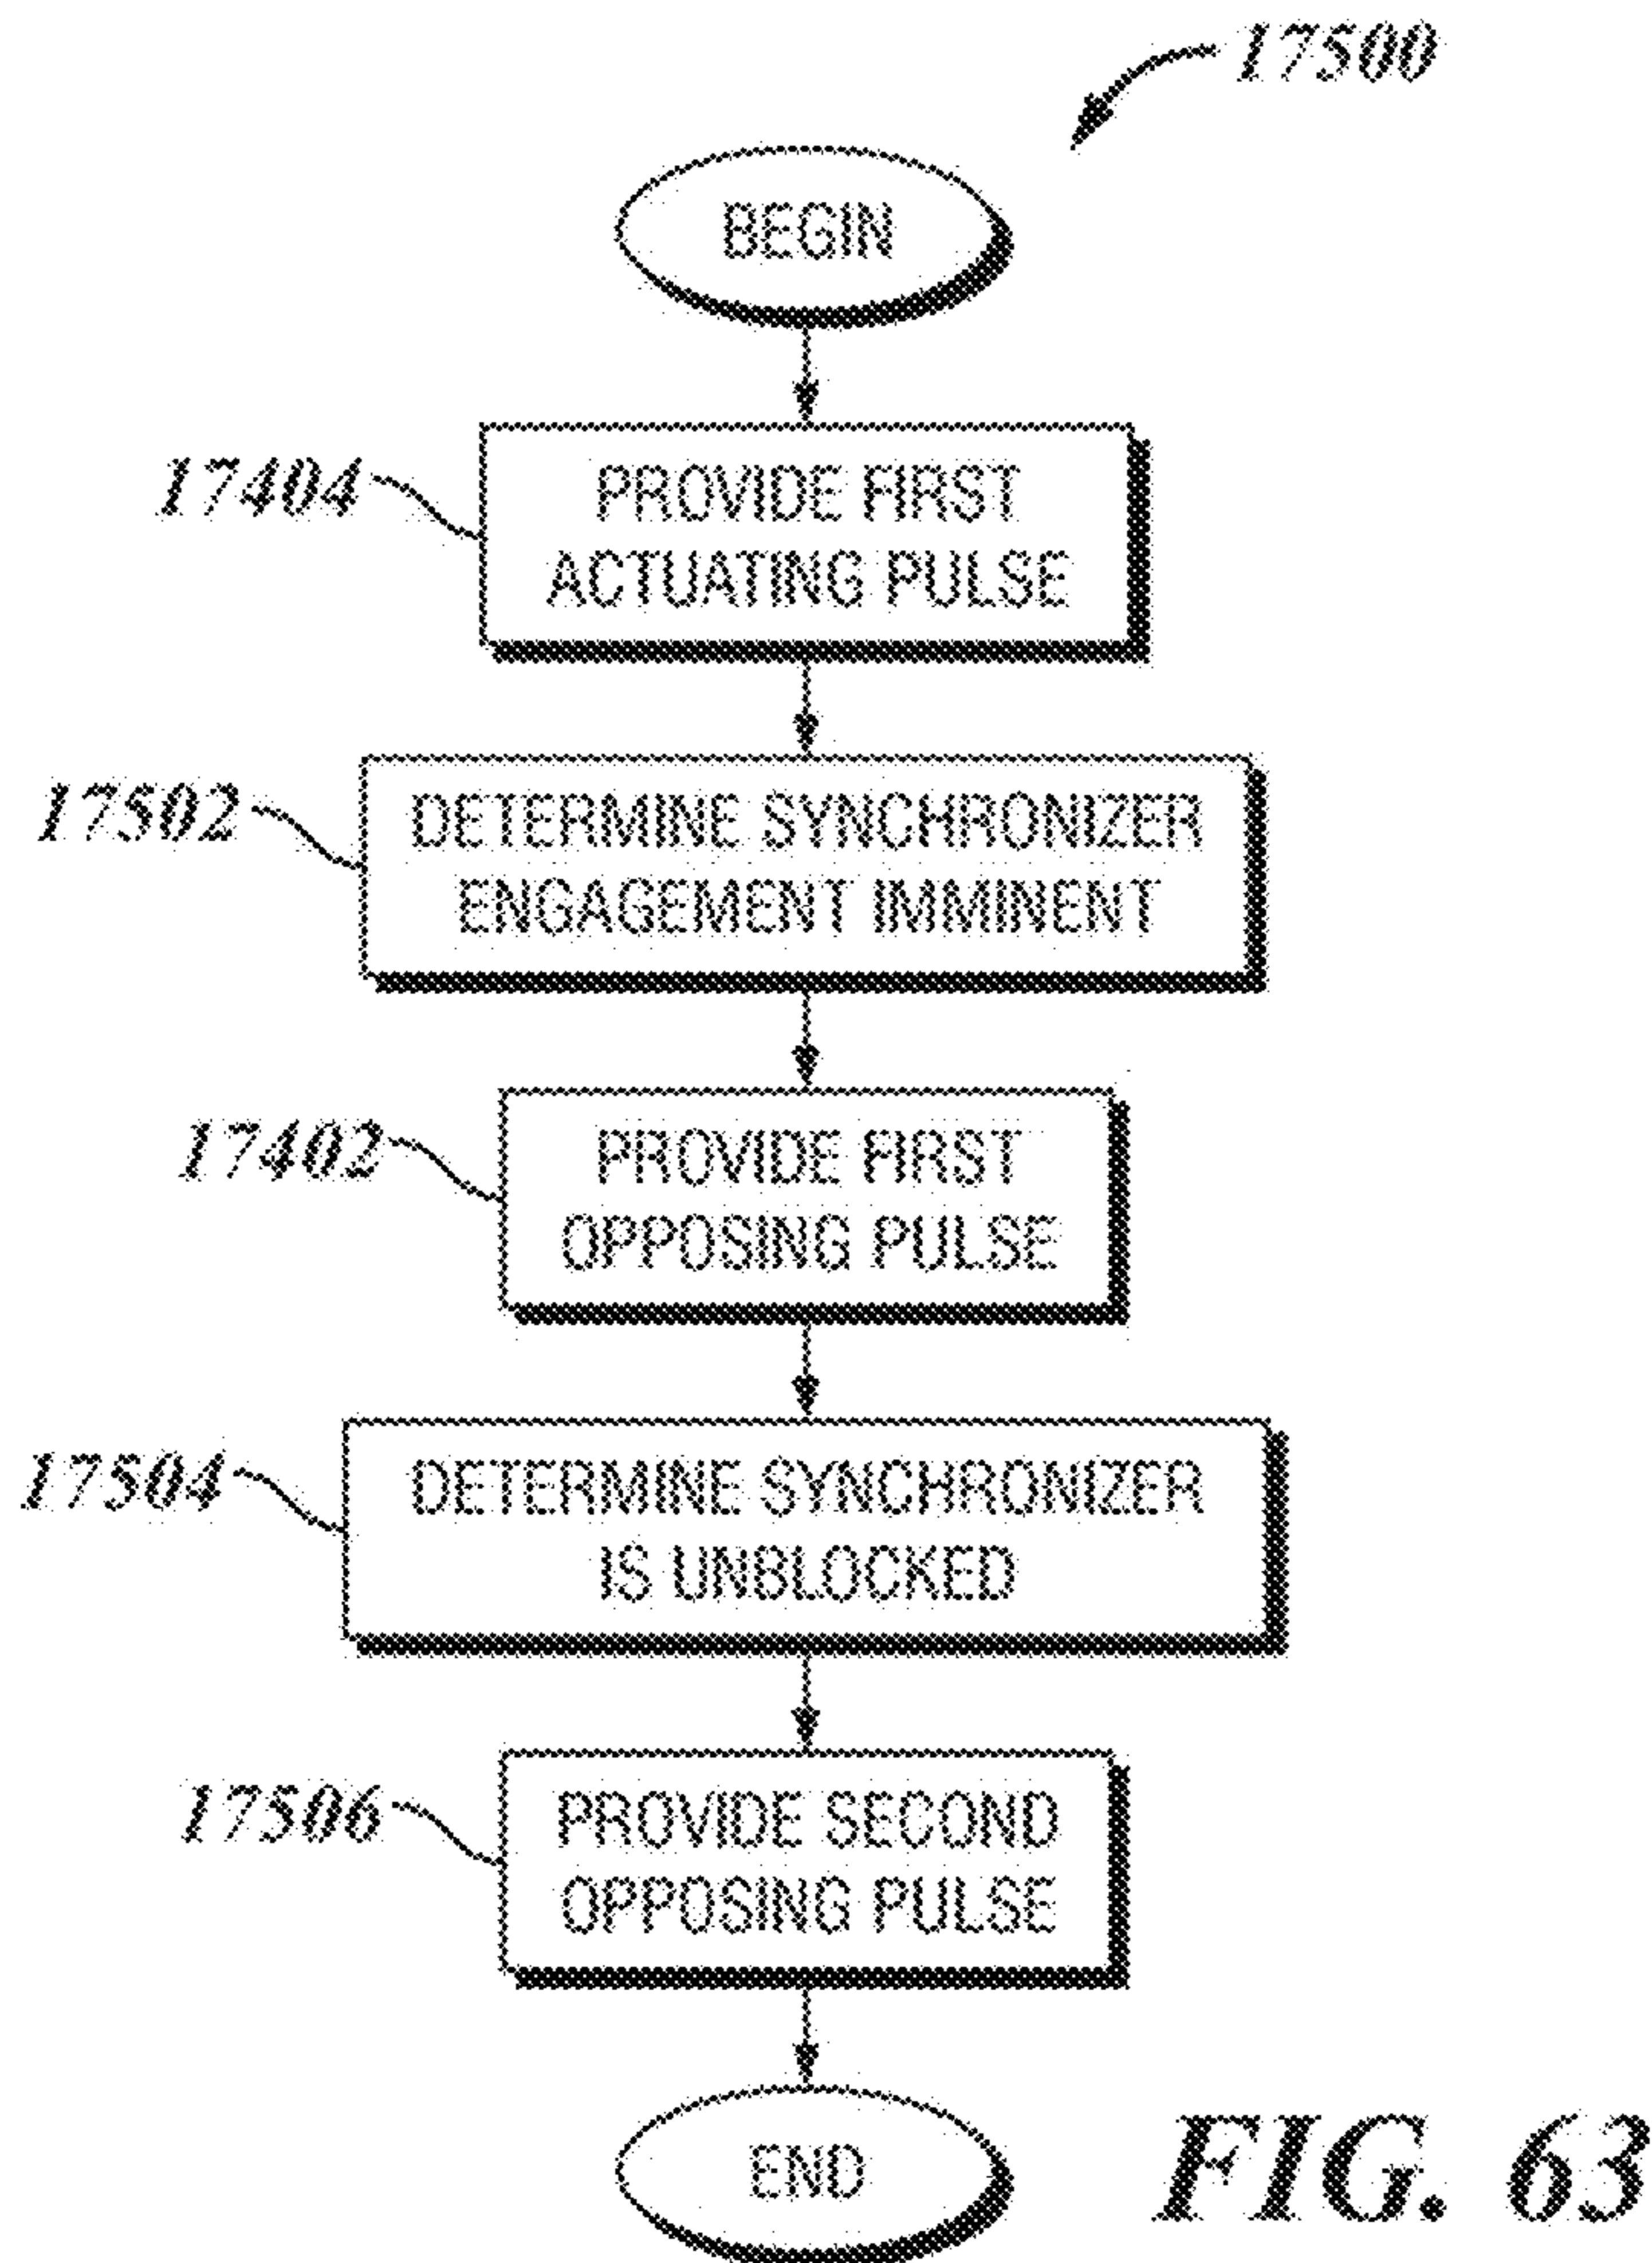 17500
BEGIN
17404
PROVIDE FIRST
ACTUATING PULSE
17502
DETERMINE SYNCHRONIZER
ENGAGEMENT IMMINENT
17402
PROVIDE FIRST
OPPOSING PULSE
17504
DETERMINE SYNCHRONIZER
IS UNBLOCKED
17506
PROVIDE SECOND
OPPOSING PULSE
END
FIG. 63